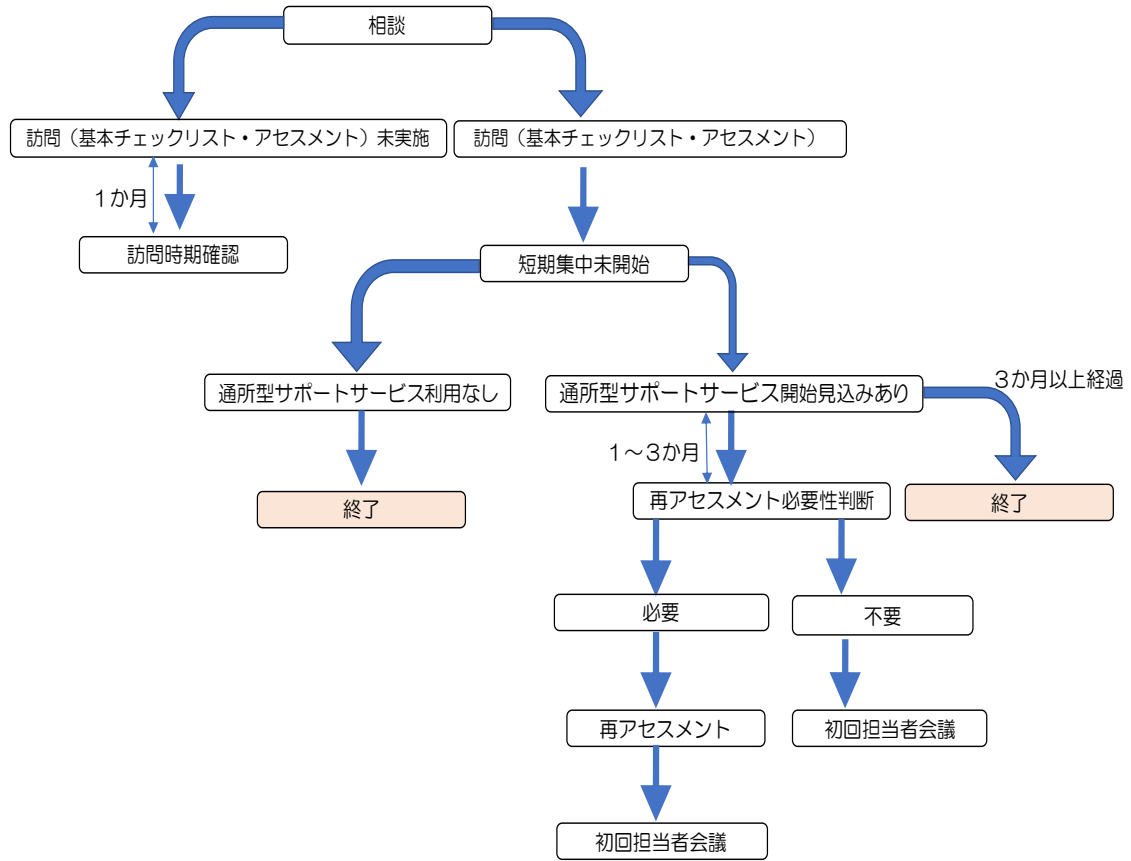 相談
訪問（基本チェックリスト・アセスメント）未実施
訪問（基本チェックリスト・アセスメント）
１か月
訪問時期確認
短期集中未開始
通所型サポートサービス利用なし
通所型サポートサービス開始見込みあり
３か月以上経過
１～３か月
終了
再アセスメント必要性判断
終了
必要
不要
再アセスメント
初回担当者会議
初回担当者会議